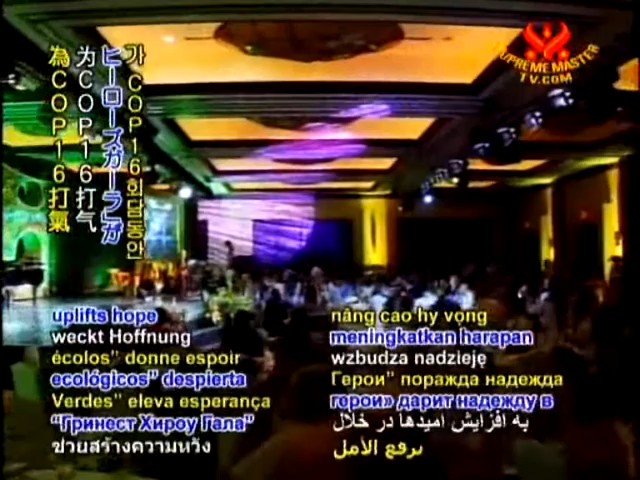 SUPREME MASTER
TV.COM
가 COP16회담동안
ヒーローズガーラ」が
为COP16打气
為COP16打氣
uplifts hope
weckt Hoffnung
écolos” donne espoir
ecológicos” despierta
Verdes” eleva esperança
“Гринест Хироу Гала”
ช่วยสร้างความหวัง
nâng cao hy vọng
meningkatkan harapan
wzbudza nadzieję
Герои” поражда надежда
герои» дарит надежду в
به افزایش امیدها در خلال
يرفع الأمل